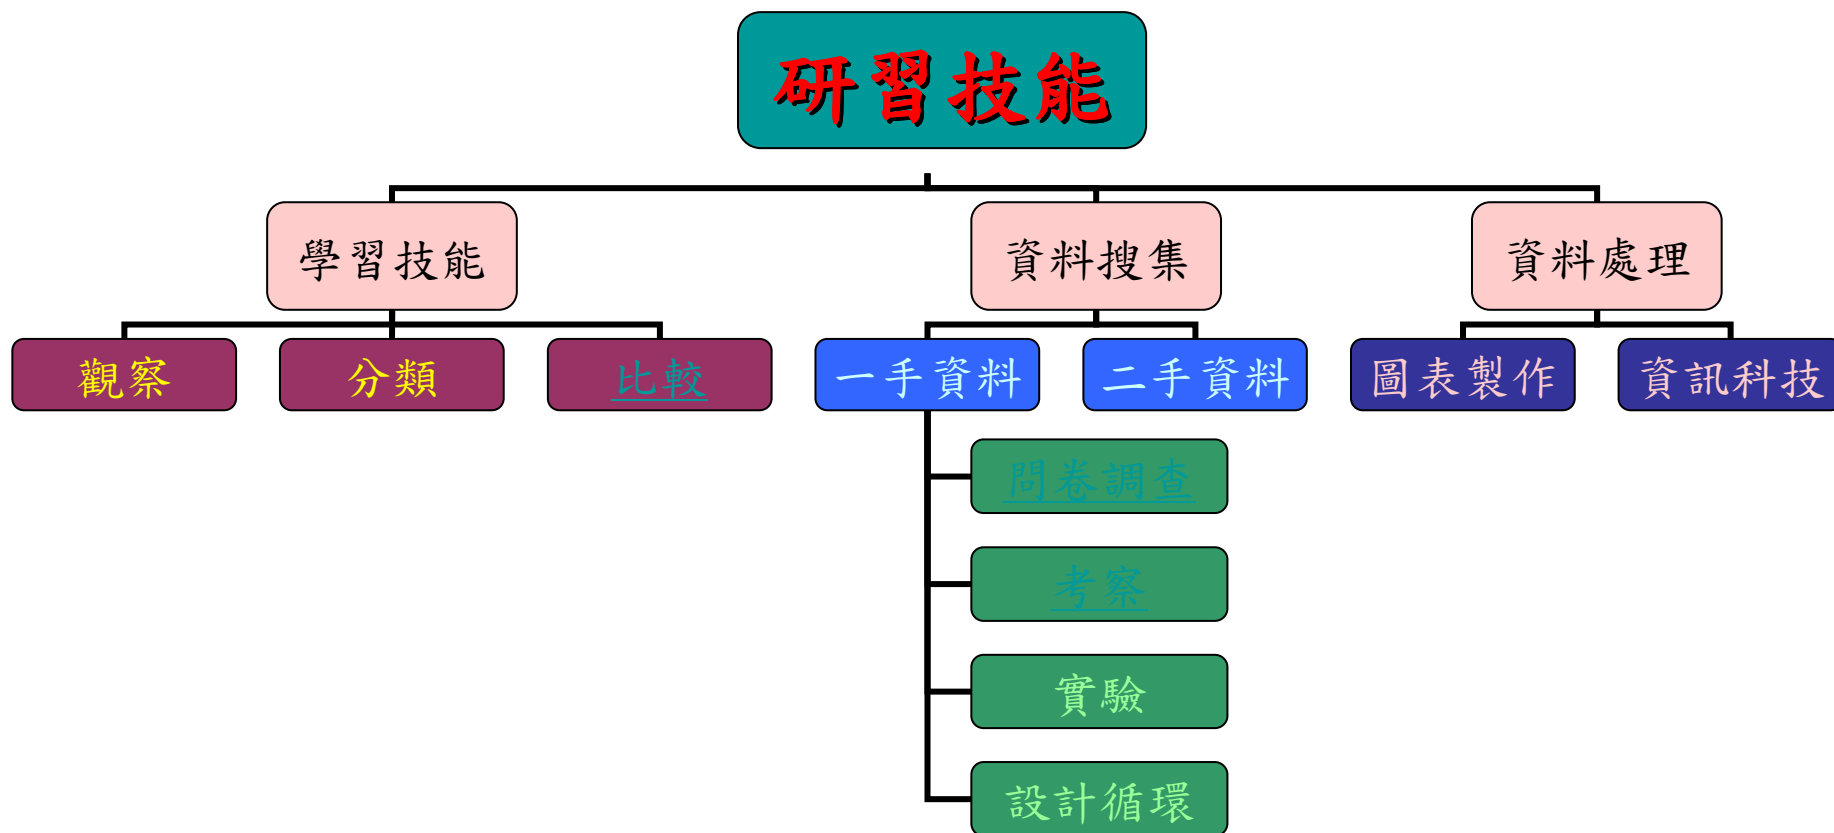 研習技能
學習技能
資料搜集
資料處理
觀察
分類
比較
一手資料
二手資料
圖表製作
資訊科技
問卷調查
考察
實驗
設計循環